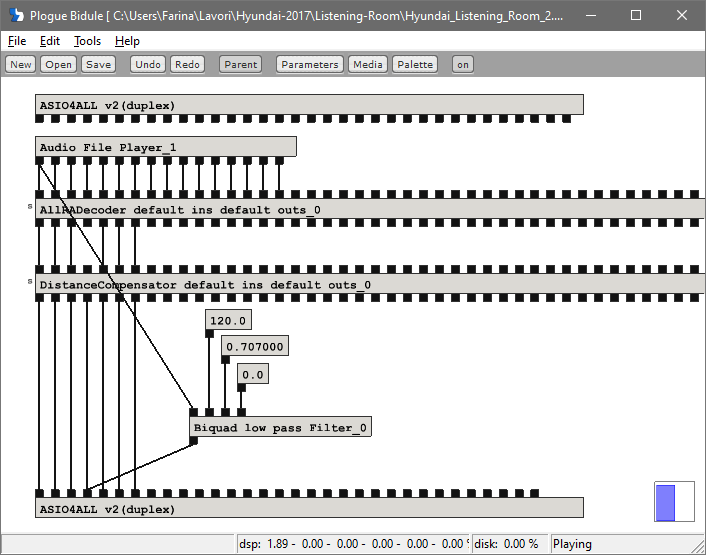 Plogue Bidule [ C:\Users\Farina\Lavori\Hyundai-2017\Listening-Room\Hyundai_Listening_Room_2....
File Edit Tools Help
New Open Save Undo Redo Parent Parameters Media Palette on
ASIO4ALL v2(duplex)
Audio File Player_1
s
AllRADecoder default ins default outs_0
s
DistanceCompensator default ins default outs_0
120.0
0.707000
0.0
Biquad low pass Filter_0
ASIO4ALL v2(duplex)
dsp: 1.89 - 0.00 - 0.00 - 0.00 - 0.00 - 0.00 % disk: 0.00 % Playing